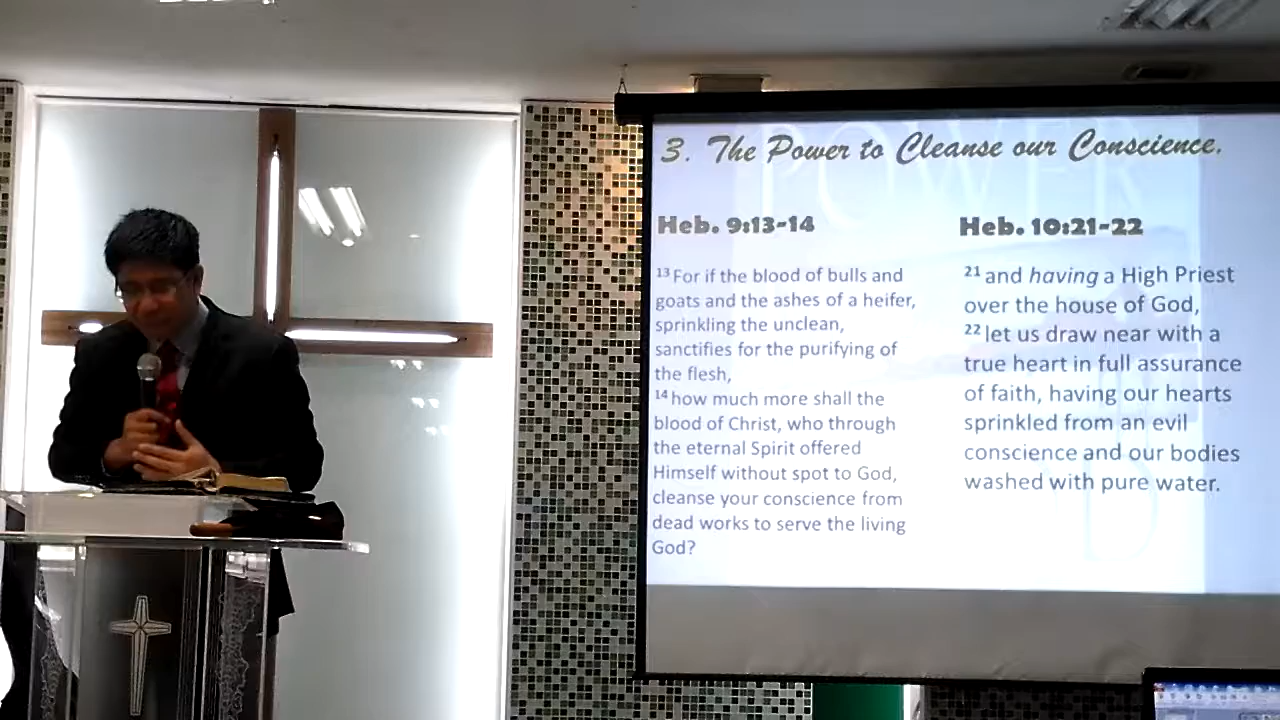 3. The Power to Cleanse our Conscience.
Heb. 9:13-14
13 For if the blood of bulls and
goats and the ashes of a heifer,
sprinkling the unclean,
sanctifies for the purifying of
the flesh,
14 how much more shall the
blood of Christ, who through
the eternal Spirit offered
Himself without spot to God,
cleanse your conscience from
dead works to serve the living
God?
Heb. 10:21-22
21 and having a High Priest
over the house of God,
22 let us draw near with a
true heart in full assurance
of faith, having our hearts
sprinkled from an evil
conscience and our bodies
washed with pure water.
POWER